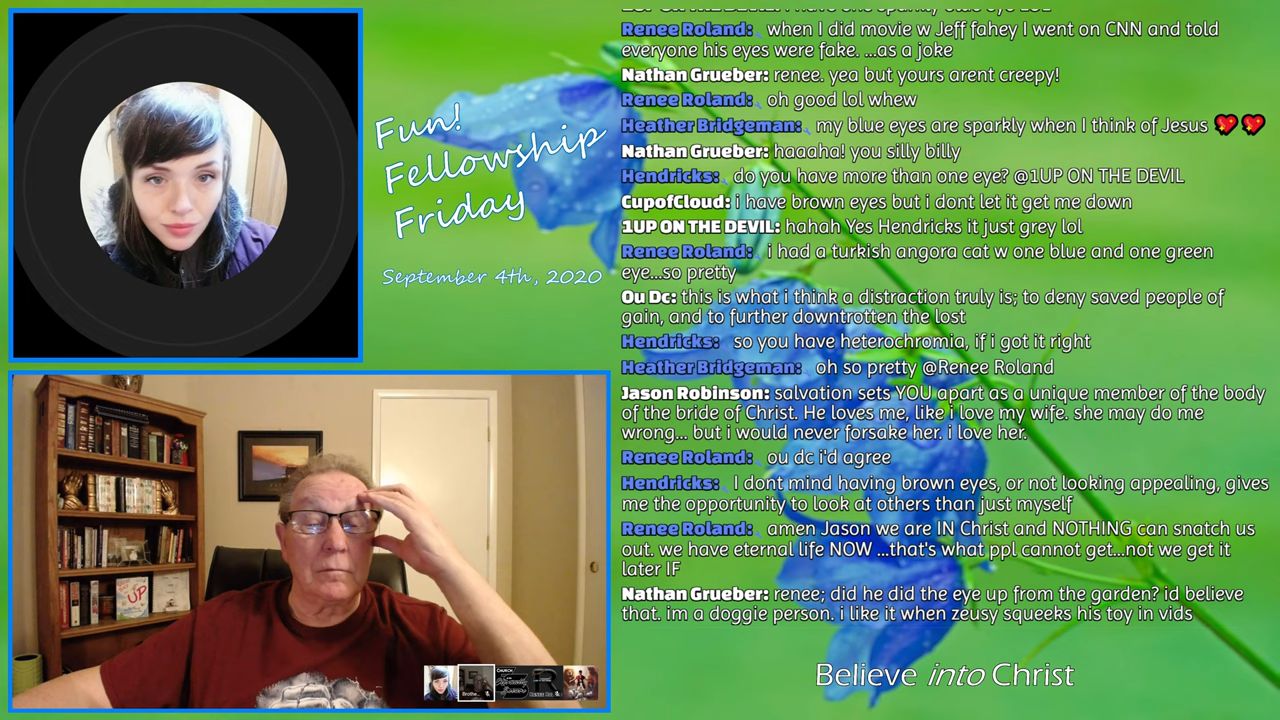 Fun!
Fellowship
Friday
September 4th, 2020
Renee Roland: when I did movie w Jeff fahey I went on CNN and told
everyone his eyes were fake. ...as a joke
Nathan Grueber: renee. yea but yours arent creepy!
Renee Roland: oh good lol whew
Heather Bridgeman: my blue eyes are sparkly when I think of Jesus 💖💖
Nathan Grueber: haaaha! you silly billy
Hendricks: do you have more than one eye? @1UP ON THE DEVIL
CupofCloud: i have brown eyes but i dont let it get me down
1UP ON THE DEVIL: hahah Yes Hendricks it just grey lol
Renee Roland: i had a turkish angora cat w one blue and one green
eye...so pretty
Ou Dc: this is what i think a distraction truly is; to deny saved people of
gain, and to further downtrotten the lost
Hendricks: so you have heterochromia, if i got it right
Heather Bridgeman: oh so pretty @Renee Roland
Jason Robinson: salvation sets YOU apart as a unique member of the body
of the bride of Christ. He loves me, like i love my wife. she may do me
wrong... but i would never forsake her. i love her.
Renee Roland: ou dc i'd agree
Hendricks: I dont mind having brown eyes, or not looking appealing, gives
me the opportunity to look at others than just myself
Renee Roland: amen Jason we are IN Christ and NOTHING can snatch us
out. we have eternal life NOW ...that's what ppl cannot get...not we get it
later IF
Nathan Grueber: renee; did he did the eye up from the garden? id believe
that. im a doggie person. i like it when zeusy squeeks his toy in vids
UP
Brothe...
Believe into Christ